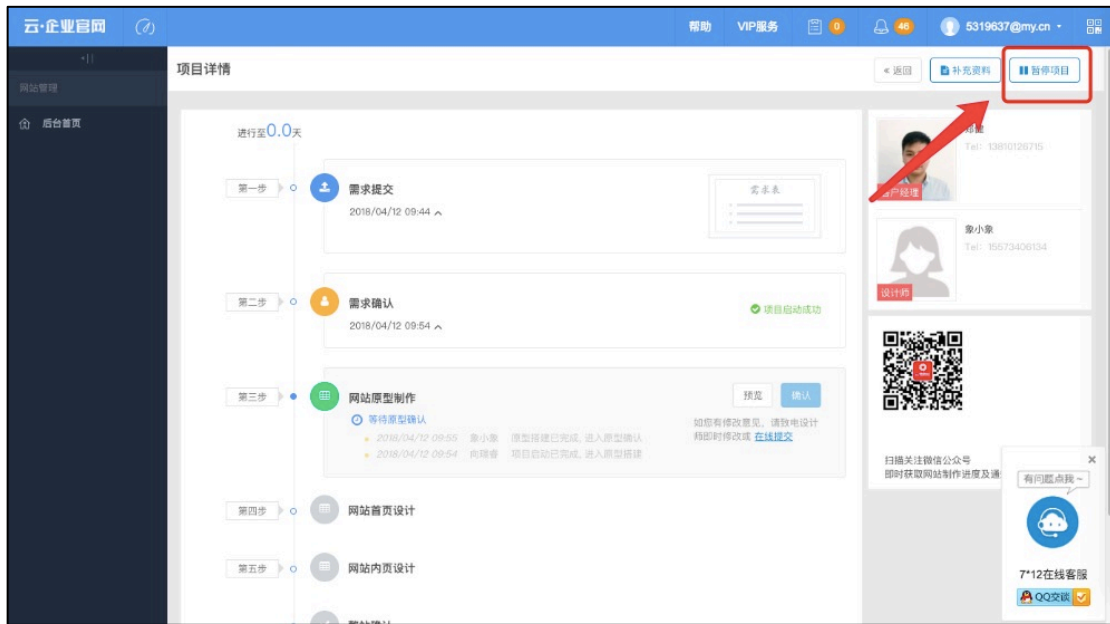 云·企业官网
帮助
VIP服务
0
46
5319637@my.cn
网站管理
后台首页
项目详情
« 返回
补充资料
暂停项目
进行至0.0天
第一步
需求提交
2018/04/12 09:44
需求表
第二步
需求确认
2018/04/12 09:54
项目启动成功
第三步
网站原型制作
等待原型确认
2018/04/12 09:55 象小象 原型搭建已完成, 进入原型确认
2018/04/12 09:54 向瑞睿 项目启动已完成, 进入原型搭建
预览
确认
如您有修改意见，请致电设计
师即时修改或 在线提交
第四步
网站首页设计
第五步
网站内页设计
整站确认
Tel: 13810126715
客户经理
象小象
Tel: 15573406134
设计师
扫描关注微信公众号
即时获取网站制作进度及通
有问题点我~
7*12在线客服
QQ交谈